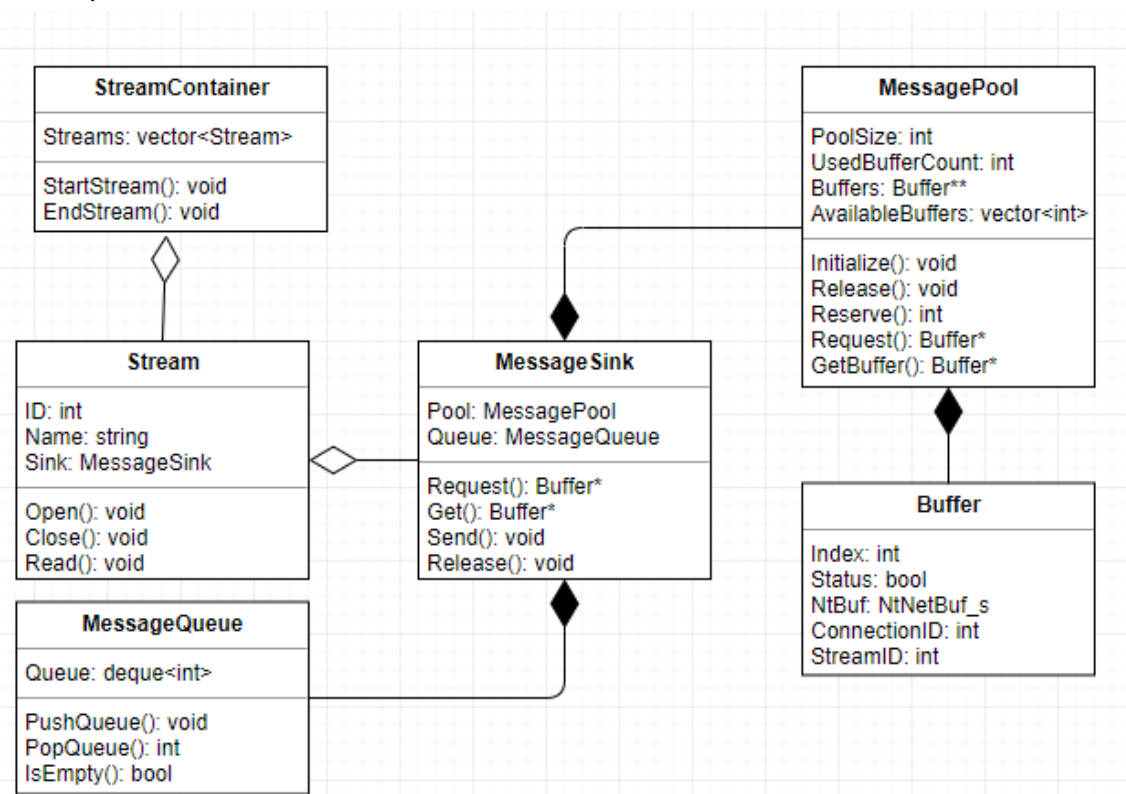 StreamContainer
Streams: vector<Stream>
StartStream(): void
EndStream(): void
MessagePool
PoolSize: int
UsedBufferCount: int
Buffers: Buffer**
AvailableBuffers: vector<int>
Initialize(): void
Release(): void
Reserve(): int
Request(): Buffer*
GetBuffer(): Buffer*
Stream
ID: int
Name: string
Sink: MessageSink
Open(): void
Close(): void
Read(): void
MessageSink
Pool: MessagePool
Queue: MessageQueue
Request(): Buffer*
Get(): Buffer*
Send(): void
Release(): void
Buffer
Index: int
Status: bool
NtBuf: NtNetBuf_s
ConnectionID: int
StreamID: int
MessageQueue
Queue: deque<int>
PushQueue(): void
PopQueue(): int
IsEmpty(): bool